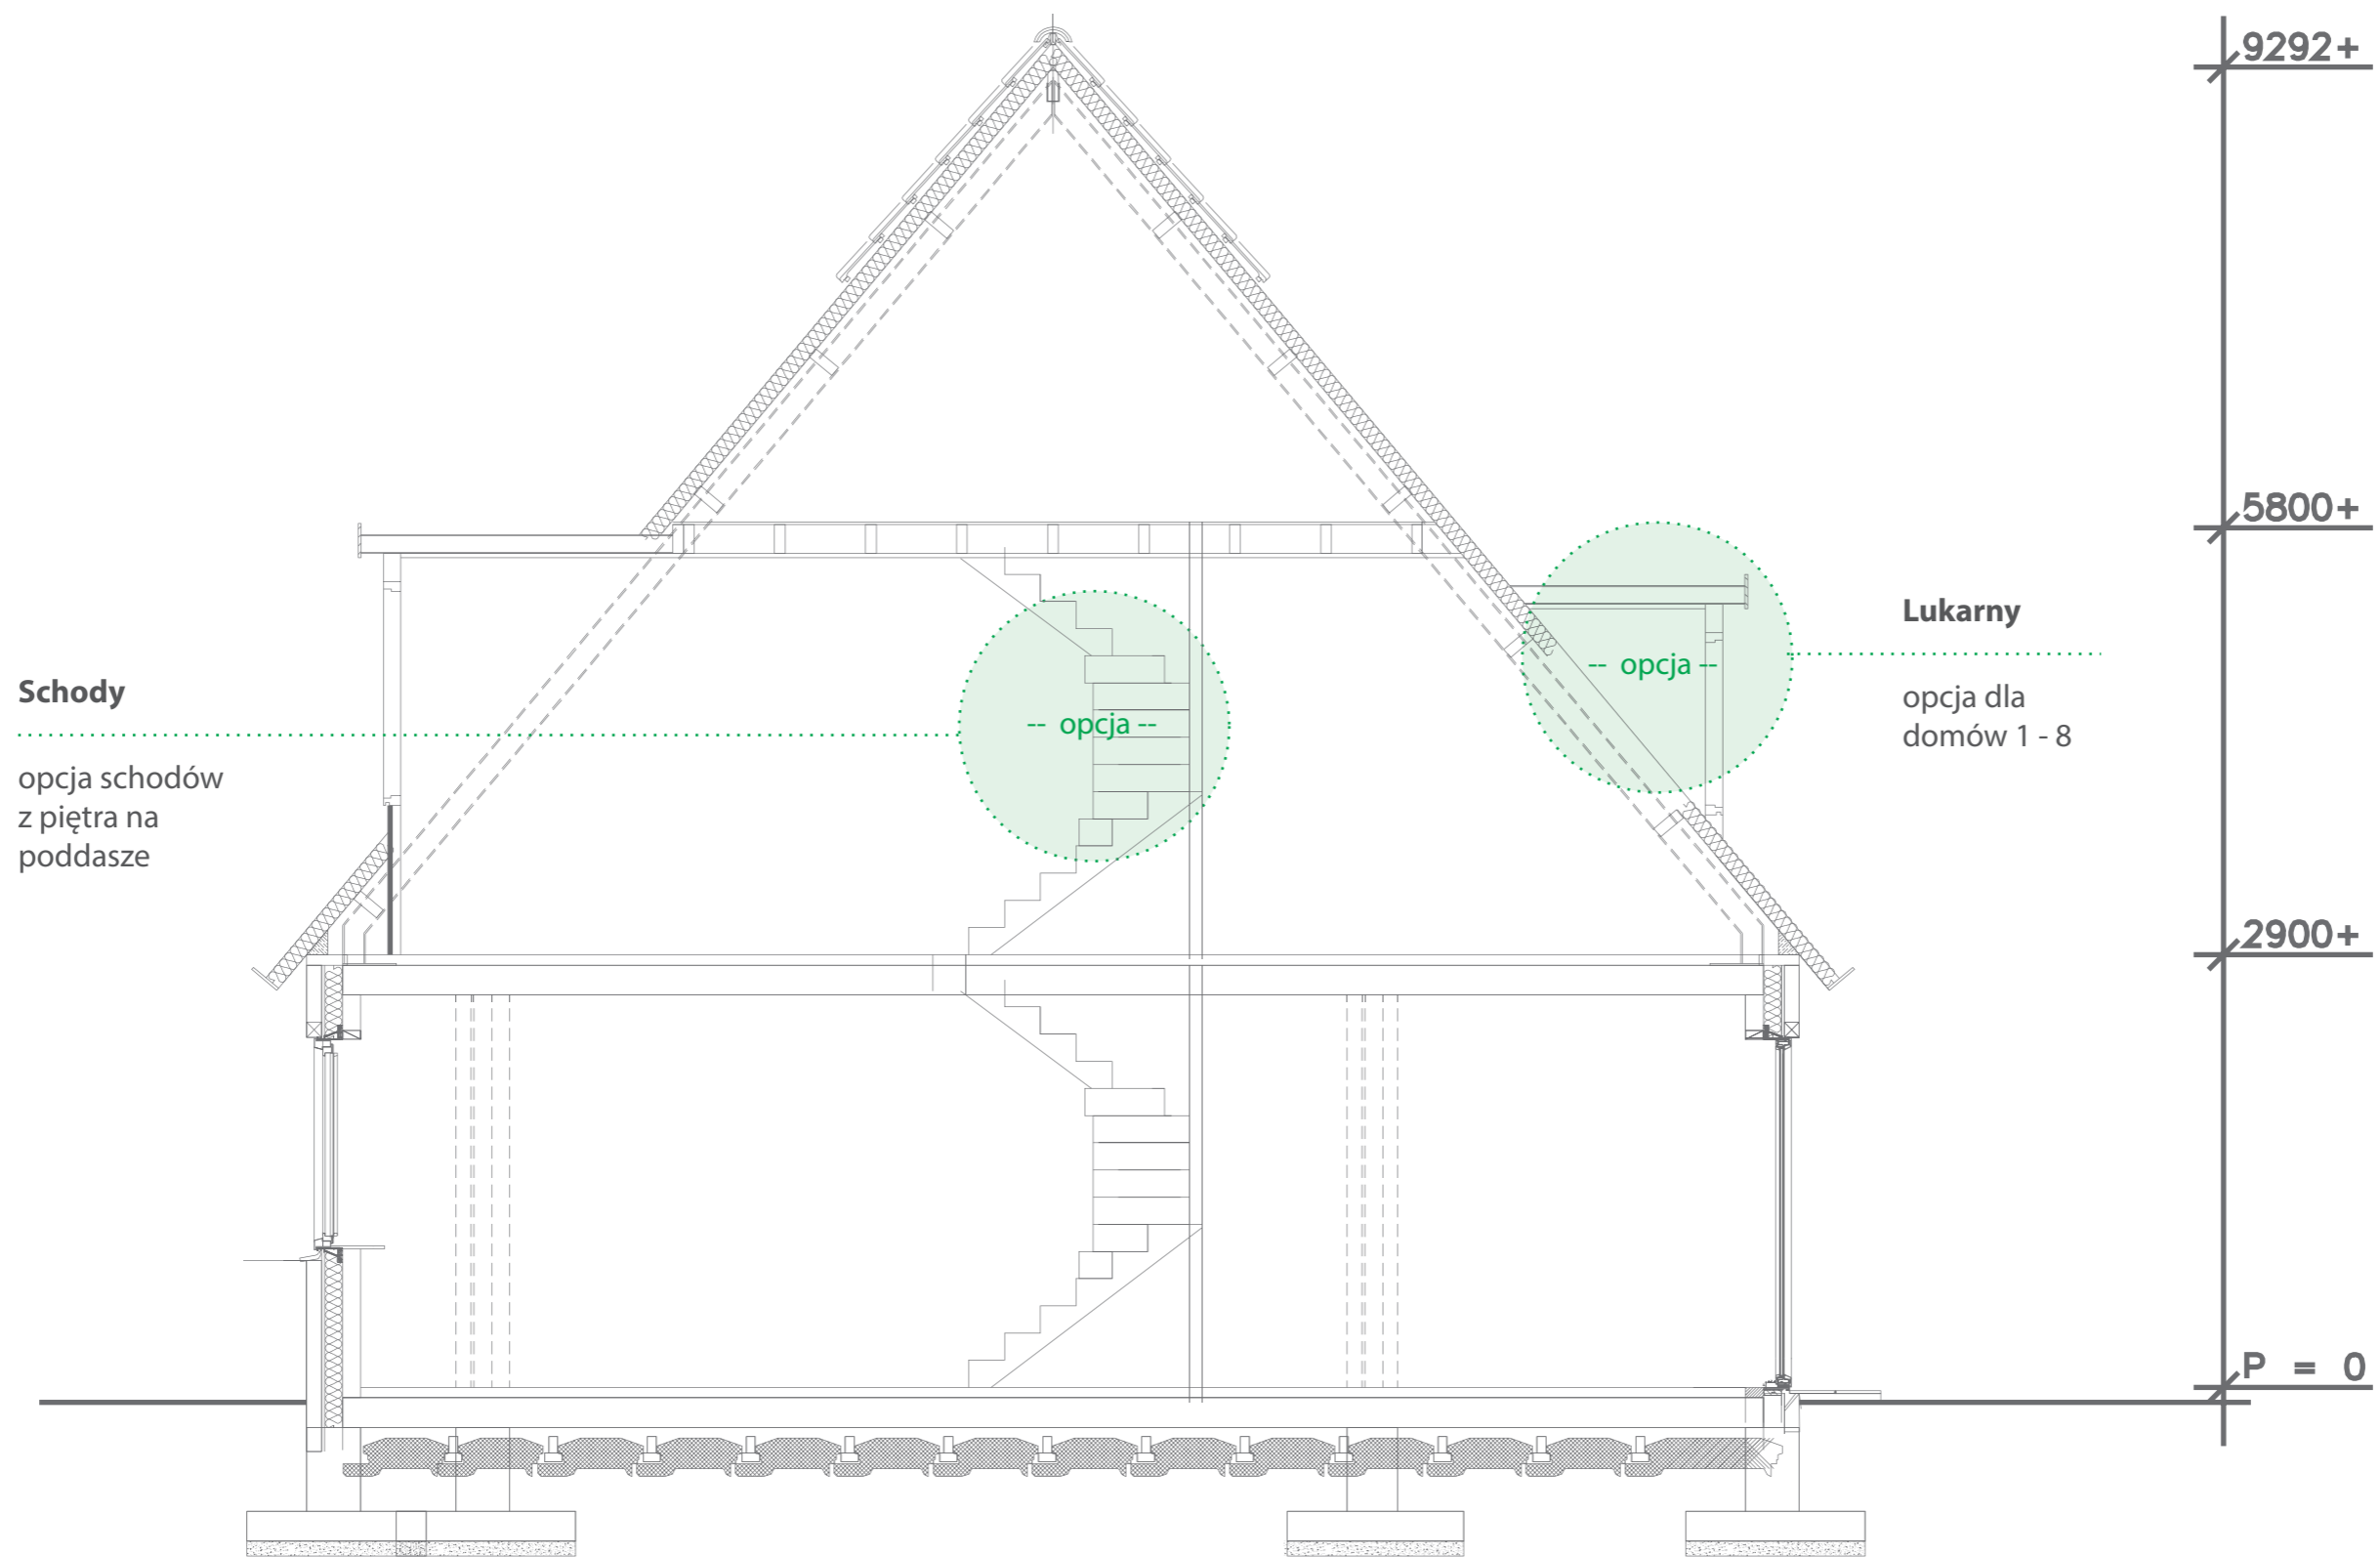 9292+
5800+
Lukarny
-- opcja --
opcja dla
domów 1 - 8
Schody
-- opcja --
opcja schodów
z piętra na
poddasze
2900+
P = 0